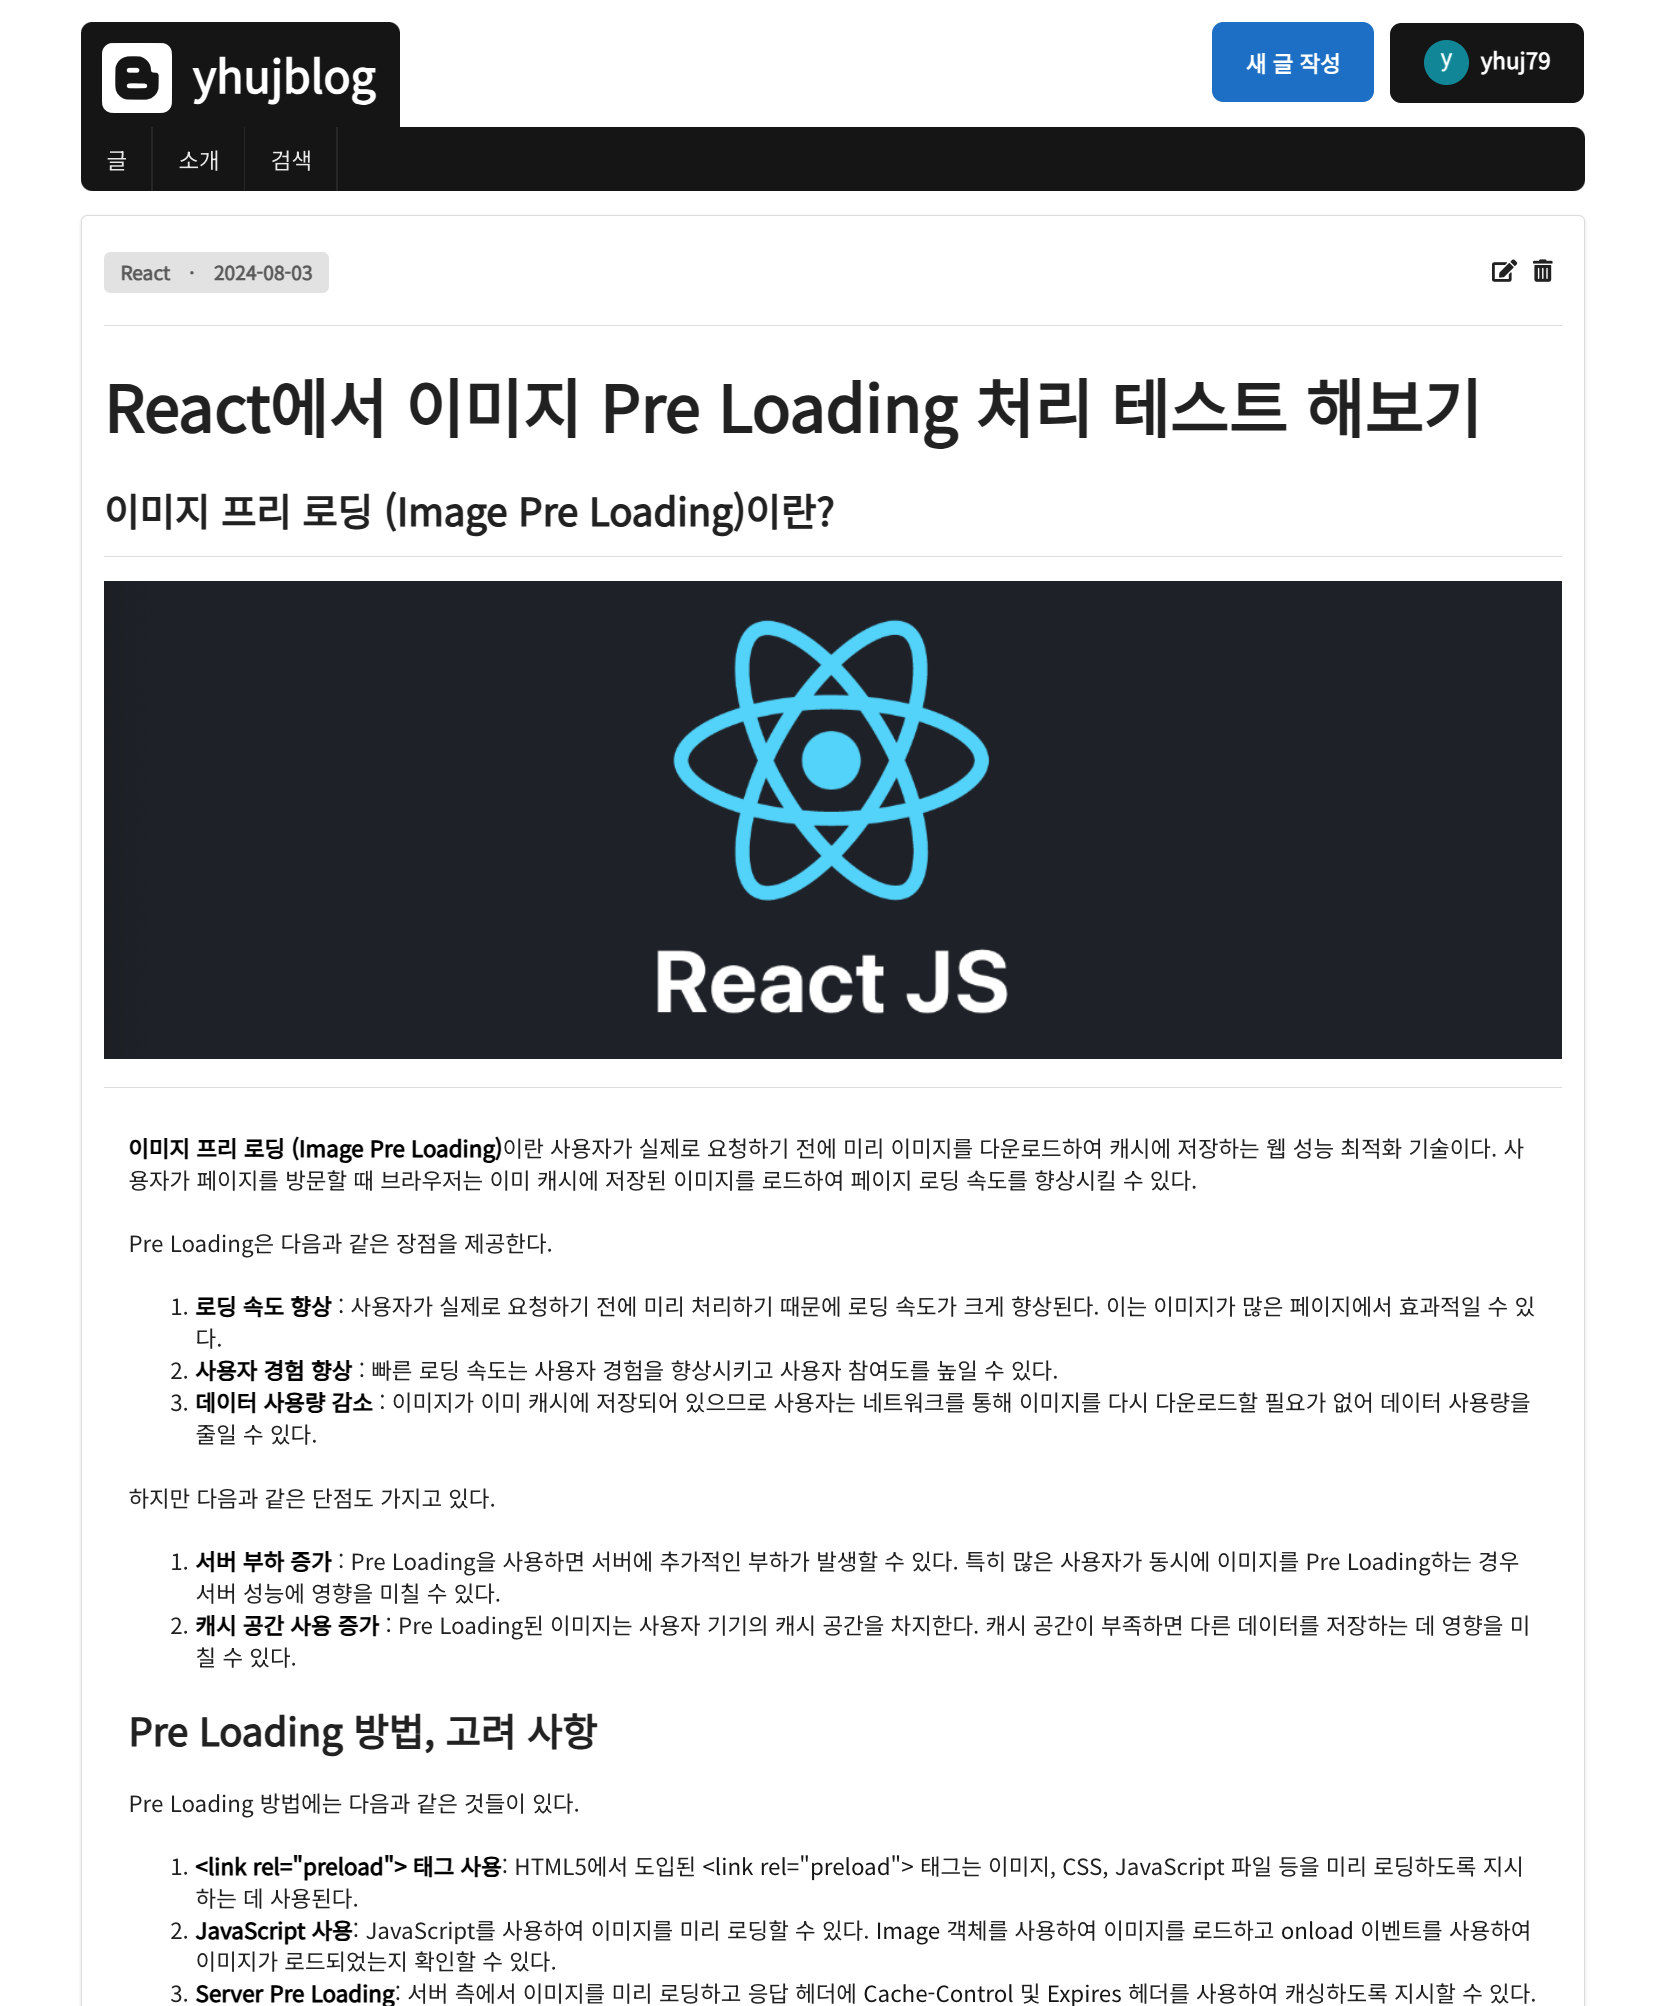 yhujblog
새 글 작성
y yhuj79
글 소개 검색
React · 2024-08-03
React에서 이미지 Pre Loading 처리 테스트 해보기
이미지 프리 로딩 (Image Pre Loading)이란?
React JS
이미지 프리 로딩 (Image Pre Loading)이란 사용자가 실제로 요청하기 전에 미리 이미지를 다운로드하여 캐시에 저장하는 웹 성능 최적화 기술이다. 사
용자가 페이지를 방문할 때 브라우저는 이미 캐시에 저장된 이미지를 로드하여 페이지 로딩 속도를 향상시킬 수 있다.
Pre Loading은 다음과 같은 장점을 제공한다.
1. 로딩 속도 향상 : 사용자가 실제로 요청하기 전에 미리 처리하기 때문에 로딩 속도가 크게 향상된다. 이는 이미지가 많은 페이지에서 효과적일 수 있
다.
2. 사용자 경험 향상 : 빠른 로딩 속도는 사용자 경험을 향상시키고 사용자 참여도를 높일 수 있다.
3. 데이터 사용량 감소 : 이미지가 이미 캐시에 저장되어 있으므로 사용자는 네트워크를 통해 이미지를 다시 다운로드할 필요가 없어 데이터 사용량을
줄일 수 있다.
하지만 다음과 같은 단점도 가지고 있다.
1. 서버 부하 증가 : Pre Loading을 사용하면 서버에 추가적인 부하가 발생할 수 있다. 특히 많은 사용자가 동시에 이미지를 Pre Loading하는 경우
서버 성능에 영향을 미칠 수 있다.
2. 캐시 공간 사용 증가 : Pre Loading된 이미지는 사용자 기기의 캐시 공간을 차지한다. 캐시 공간이 부족하면 다른 데이터를 저장하는 데 영향을 미
칠 수 있다.
Pre Loading 방법, 고려 사항
Pre Loading 방법에는 다음과 같은 것들이 있다.
1. <link rel="preload"> 태그 사용: HTML5에서 도입된 <link rel="preload"> 태그는 이미지, CSS, JavaScript 파일 등을 미리 로딩하도록 지시
하는 데 사용된다.
2. JavaScript 사용: JavaScript를 사용하여 이미지를 미리 로딩할 수 있다. Image 객체를 사용하여 이미지를 로드하고 onload 이벤트를 사용하여
이미지가 로드되었는지 확인할 수 있다.
3. Server Pre Loading: 서버 측에서 이미지를 미리 로딩하고 응답 헤더에 Cache-Control 및 Expires 헤더를 사용하여 캐싱하도록 지시할 수 있다.